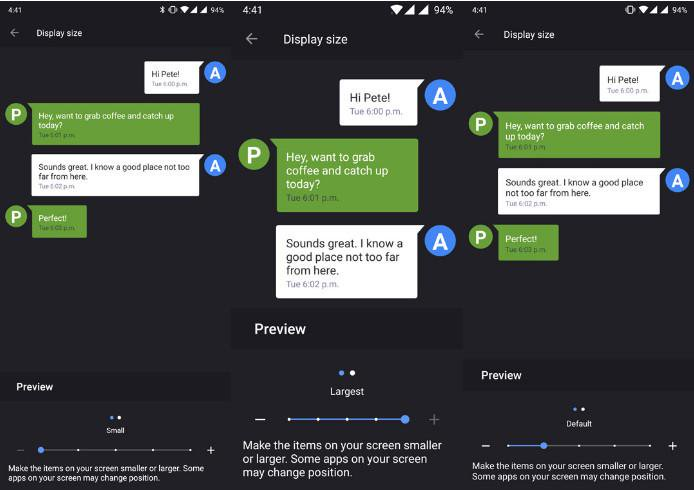 4:41
94%
Display size
Hi Pete!
Tue 6:00 p.m.
A
P
Hey, want to grab coffee and catch up
today?
Tue 6:01 p.m.
Sounds great. I know a good place not too
far from here.
Tue 6:02 p.m.
A
P
Perfect!
Tue 6:03 p.m.
Preview
Small
Make the items on your screen smaller or larger. Some
apps on your screen may change position.
4:41
94%
Display size
Hi Pete!
Tue 6:00 p.m.
A
P
Hey, want to grab
coffee and catch up
today?
Tue 6:01 p.m.
Sounds great. I know a
good place not too far
from here.
Tue 6:02 p.m.
A
Preview
Largest
Make the items on your screen smaller
or larger. Some apps on your screen
may change position.
4:41
94%
Display size
Hi Pete!
Tue 6:00 p.m.
A
P
Hey, want to grab coffee and catch
up today?
Tue 6:01 p.m.
Sounds great. I know a good place
not too far from here.
Tue 6:02 p.m.
A
P
Perfect!
Tue 6:03 p.m.
Preview
Default
Make the items on your screen smaller or larger.
Some apps on your screen may change position.